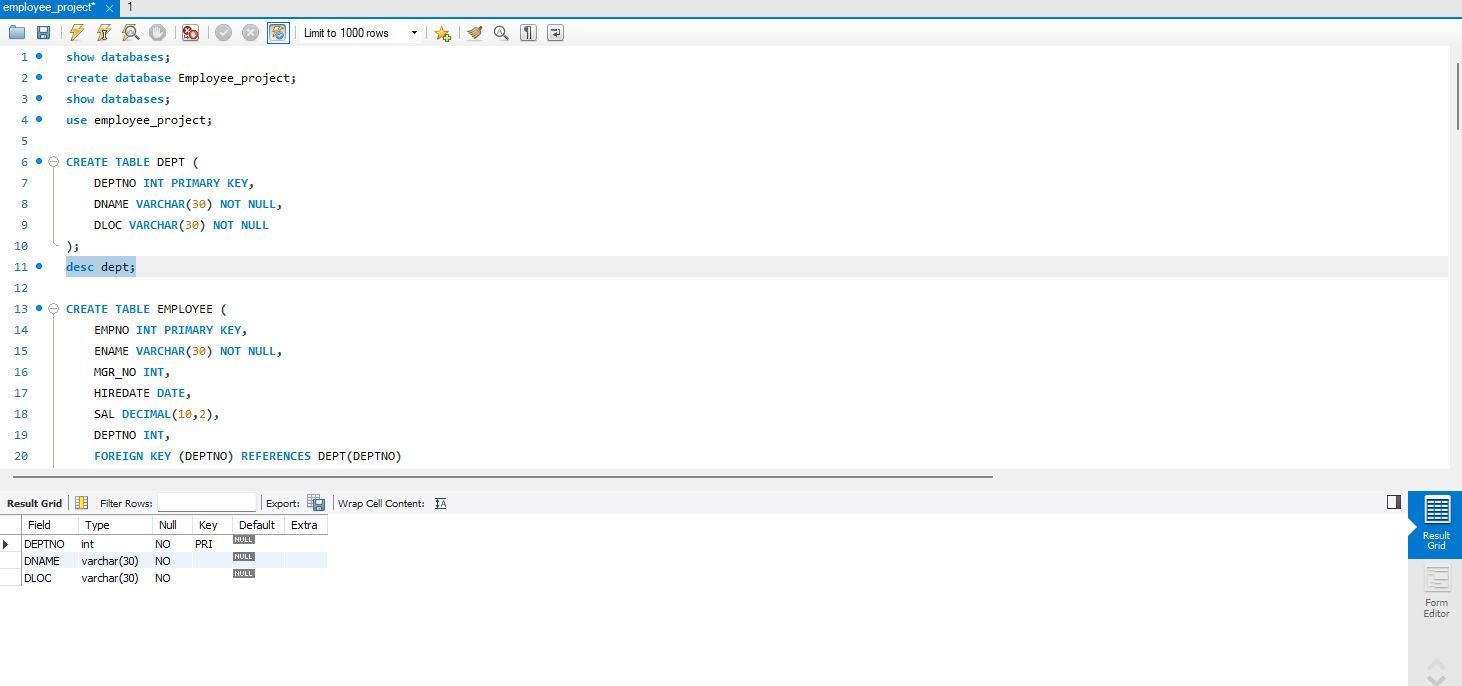 employee_project* 1
Limit to 1000 rows
1 show databases;
2 create database Employee_project;
3 show databases;
4 use employee_project;
5
6 CREATE TABLE DEPT (
7 DEPTNO INT PRIMARY KEY,
8 DNAME VARCHAR(30) NOT NULL,
9 DLOC VARCHAR(30) NOT NULL
10 );
11 desc dept;
12
13 CREATE TABLE EMPLOYEE (
14 EMPNO INT PRIMARY KEY,
15 ENAME VARCHAR(30) NOT NULL,
16 MGR_NO INT,
17 HIREDATE DATE,
18 SAL DECIMAL(10,2),
19 DEPTNO INT,
20 FOREIGN KEY (DEPTNO) REFERENCES DEPT(DEPTNO)
Result Grid Filter Rows: Export: Wrap Cell Content:
Field Type Null Key Default Extra
DEPTNO int NO PRI NULL
DNAME varchar(30) NO NULL
DLOC varchar(30) NO NULL
Result
Grid
Form
Editor